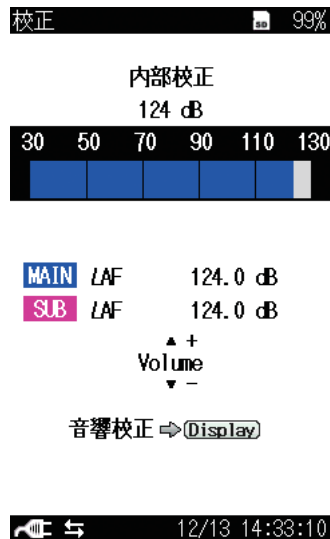 校正 SD 99%
内部校正
124 dB
30 50 70 90 110 130
MAIN LAF 124.0 dB
SUB LAF 124.0 dB
▲ +
Volume
▼ −
音響校正 ⇨ Display
12/13 14:33:10